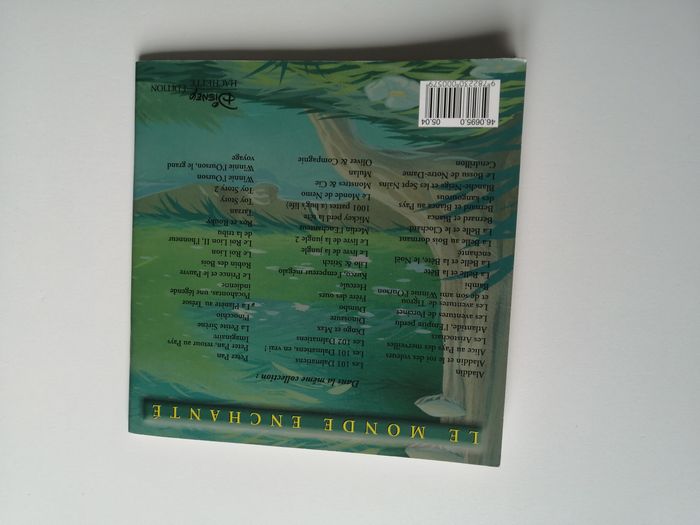 LE MONDE ENCHANTÉ
Dans la même collection :
Aladdin
Aladdin et le roi des voleurs
Alice au Pays des merveilles
Les Aristochats
Atlantide, l'Empire perdu
Les aventures de Porcinet
Les aventures de Tigrou
et de son ami Winnie l'Ourson
Bambi
La Belle et la Bête
La Belle et la Bête, le Noël
enchanté
La Belle au Bois dormant
La Belle et le Clochard
Bernard et Bianca
Bernard et Bianca au Pays
des kangourous
Blanche-Neige et les Sept Nains
Le Bossu de Notre-Dame
Cendrillon
Les 101 Dalmatiens
Les 101 Dalmatiens, en vrai !
Les 102 Dalmatiens
Dingo et Max
Dinosaure
Dumbo
Frère des ours
Hercule
Kuzco, l'empereur mégalo
Lilo & Stitch
Le livre de la jungle
Le livre de la jungle 2
Merlin l'Enchanteur
Mickey perd la tête
1001 pattes (a bug's life)
Le Monde de Nemo
Monstres & Cie
Mulan
Oliver & Compagnie
Peter Pan
Peter Pan, retour au Pays
Imaginaire
La Petite Sirène
Pinocchio
La Planète au Trésor
Pocahontas, une légende
indienne
Le Prince et le Pauvre
Robin des Bois
Le Roi Lion
Le Roi Lion II, l'honneur
de la tribu
Rox et Rouky
Tarzan
Toy Story
Toy Story 2
Winnie l'Ourson
Winnie l'Ourson, le grand
voyage
46.0695.0 05.04
9 782230 000579
DISNEY
HACHETTE ÉDITION